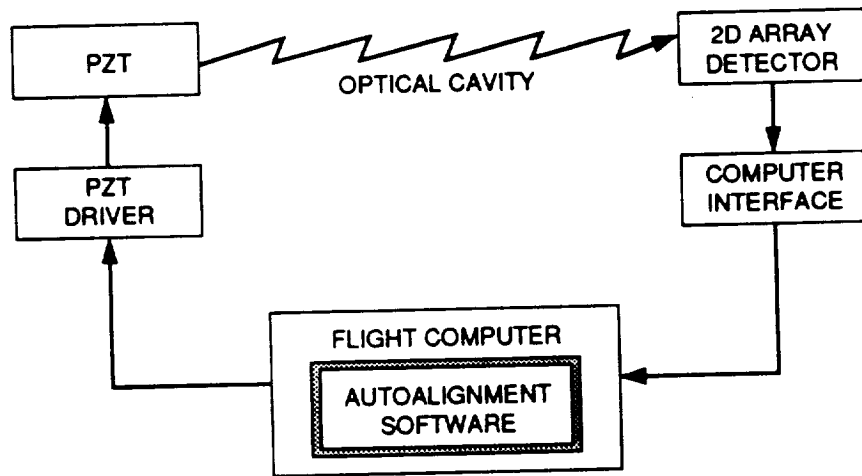 PZT
OPTICAL CAVITY
2D ARRAY
DETECTOR
PZT
DRIVER
COMPUTER
INTERFACE
FLIGHT COMPUTER
AUTOALIGNMENT
SOFTWARE